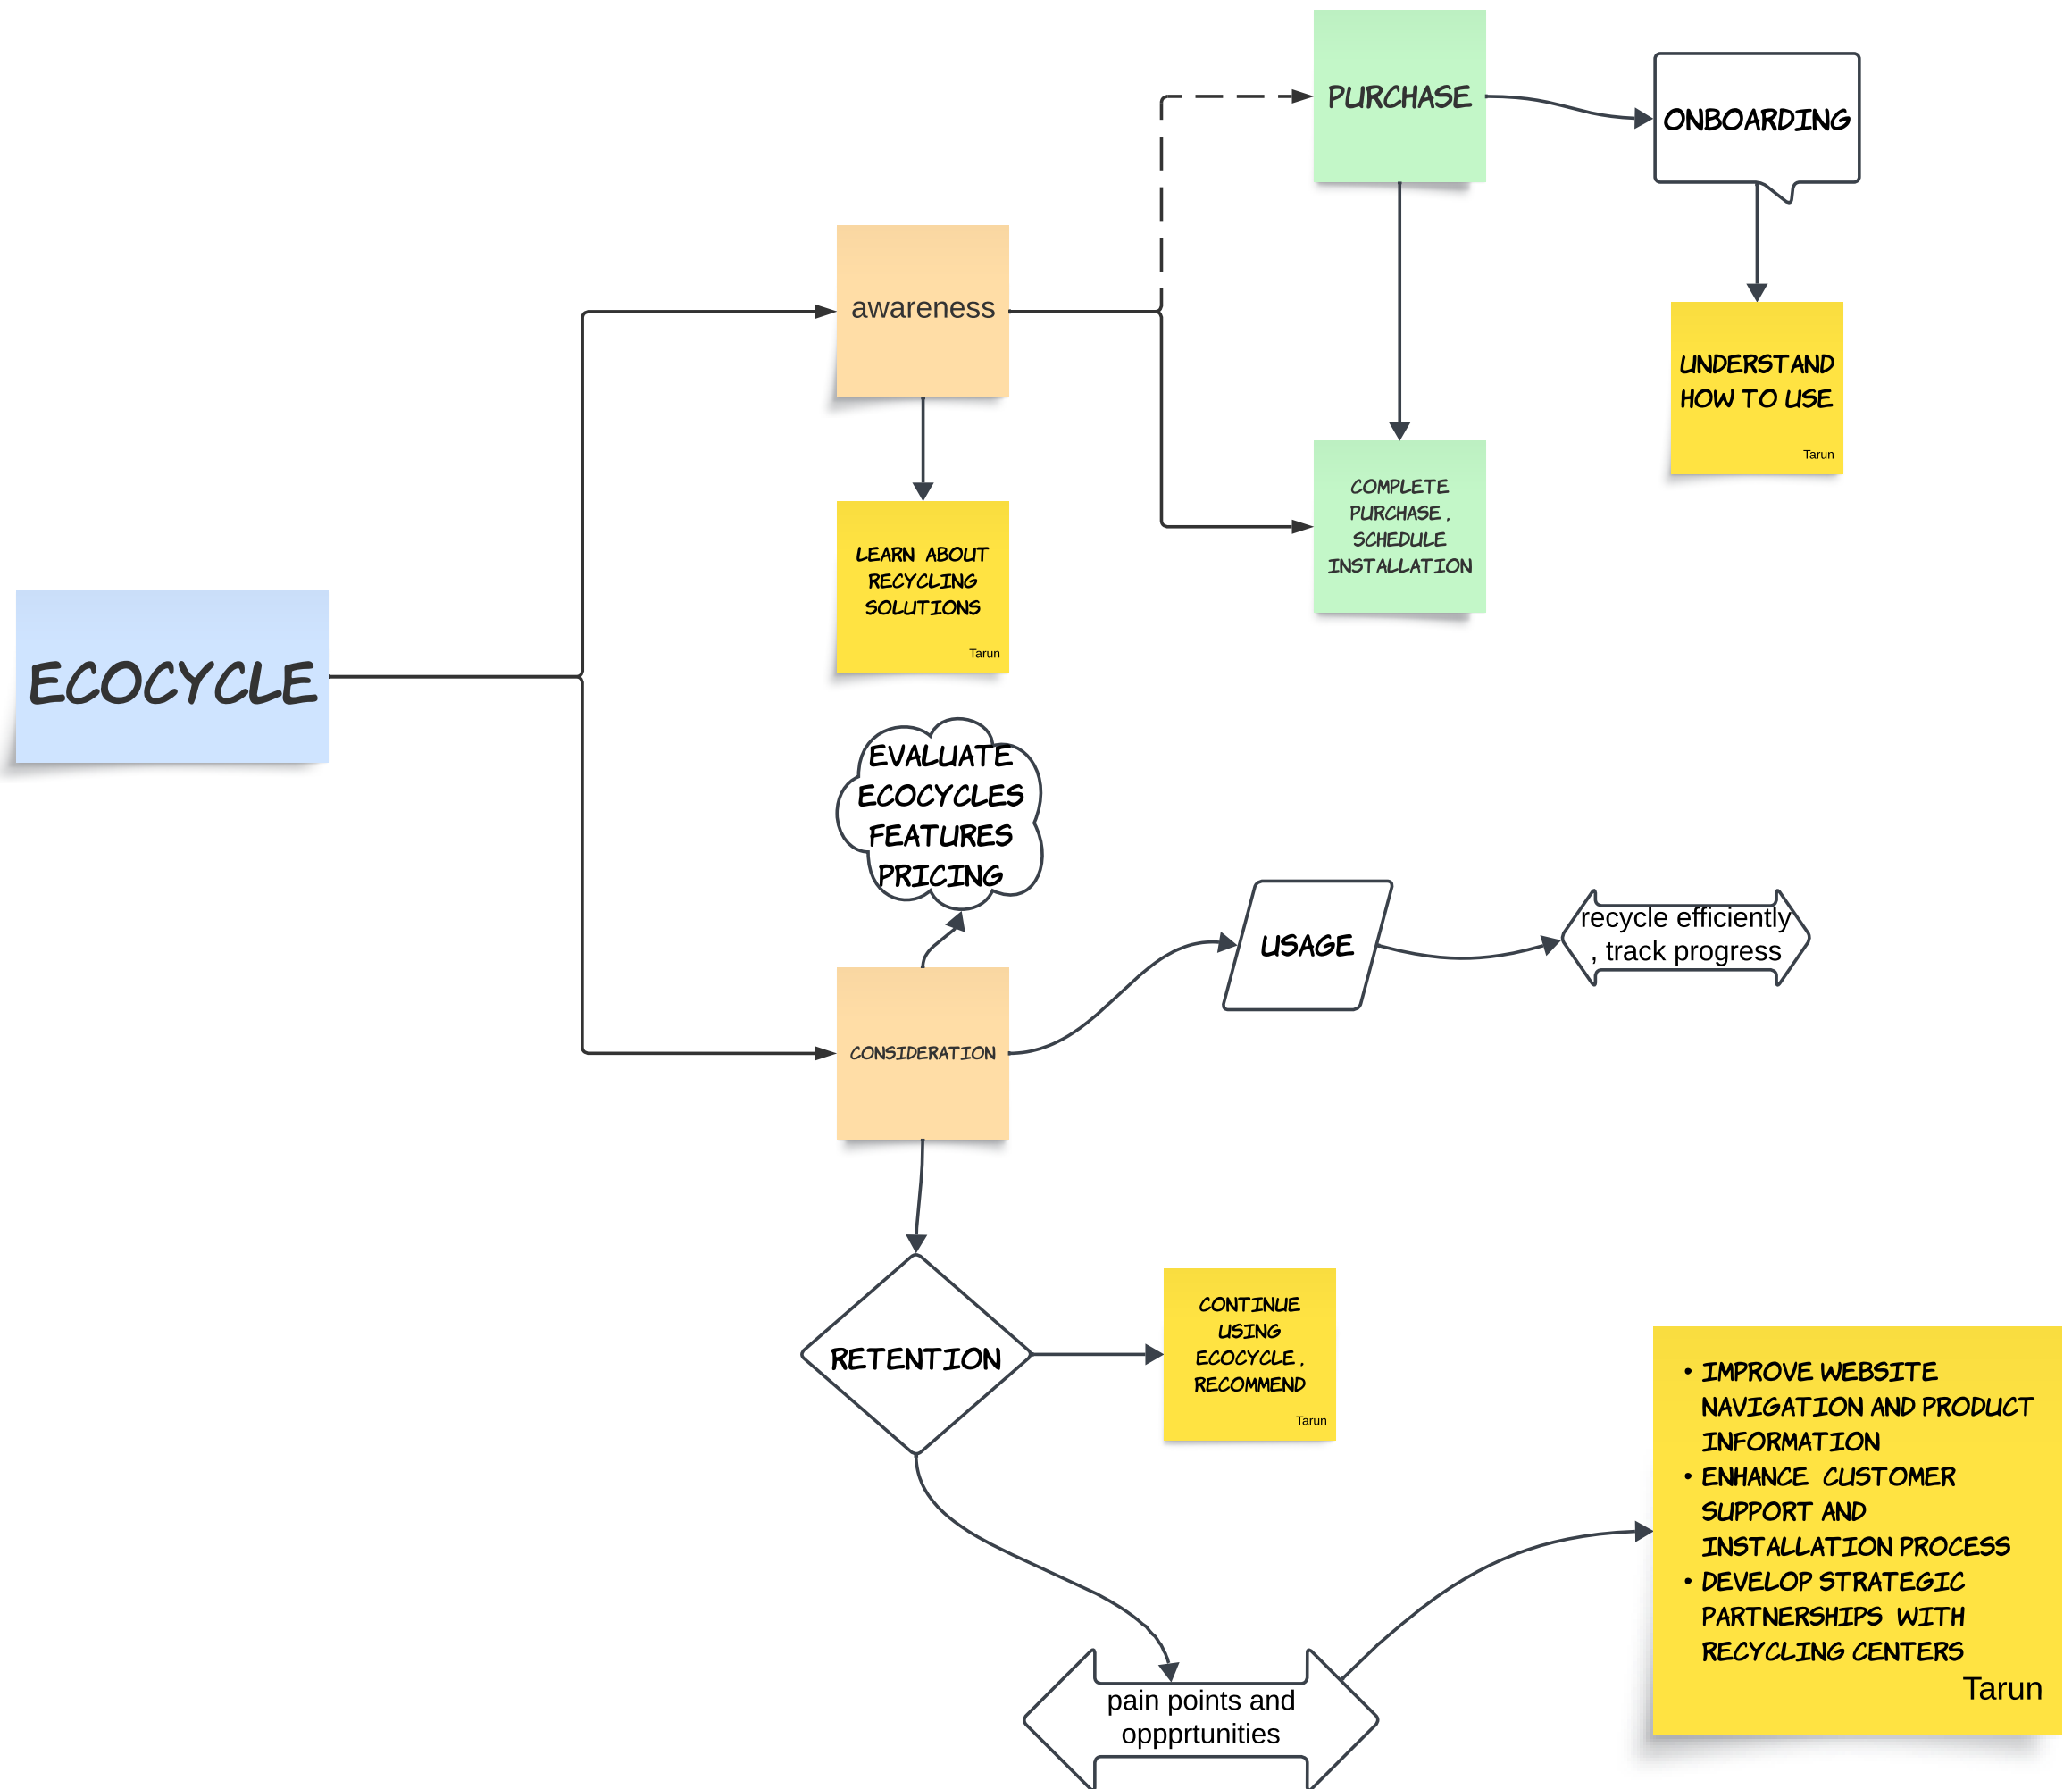 PURCHASE
ONBOARDING
awareness
UNDERSTAND
HOW TO USE
Tarun
COMPLETE
PURCHASE,
SCHEDULE
INSTALLATION
LEARN ABOUT
RECYCLING
SOLUTIONS
Tarun
ECOCYCLE
EVALUATE
ECOCYCLES
FEATURES
PRICING
USAGE
recycle efficiently
, track progress
CONSIDERATION
RETENTION
CONTINUE
USING
ECOCYCLE,
RECOMMEND
Tarun
• IMPROVE WEBSITE
NAVIGATION AND PRODUCT
INFORMATION
• ENHANCE CUSTOMER
SUPPORT AND
INSTALLATION PROCESS
• DEVELOP STRATEGIC
PARTNERSHIPS WITH
RECYCLING CENTERS
Tarun
pain points and
oppprtunities